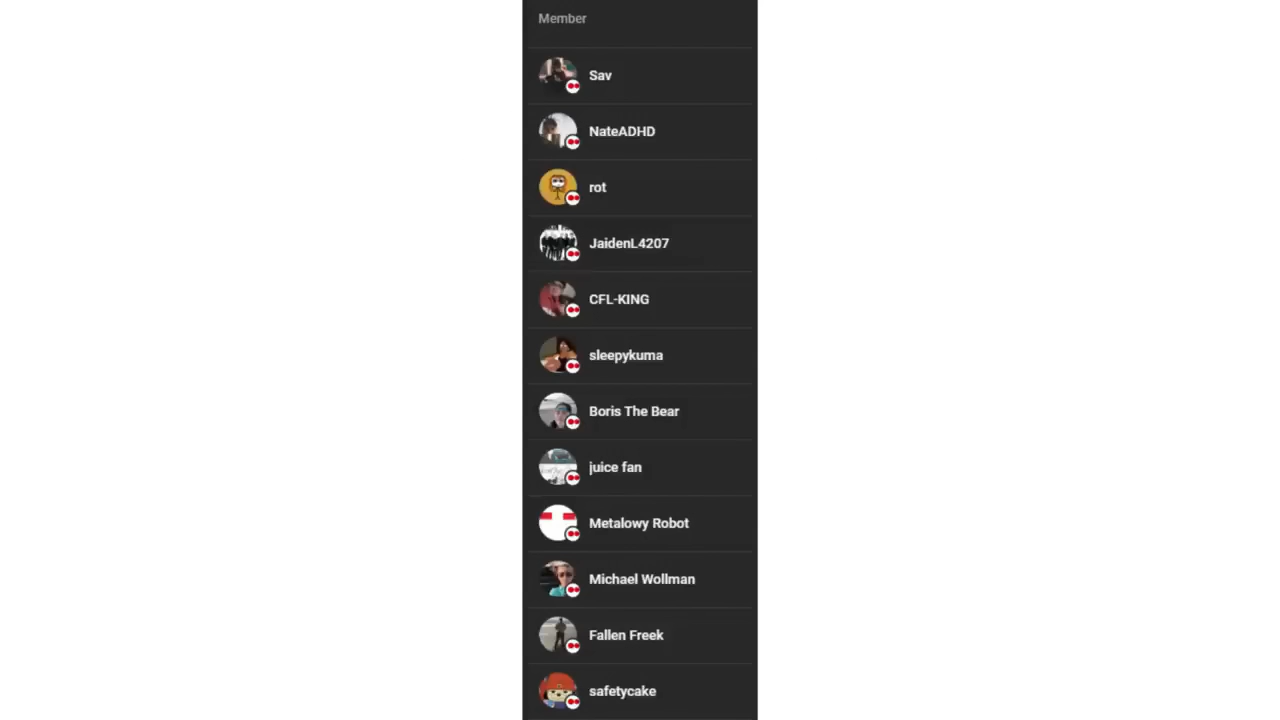 Member
Sav
NateADHD
rot
JaidenL4207
CFL-KING
sleepykuma
Boris The Bear
juice fan
Metalowy Robot
Michael Wollman
Fallen Freek
safetycake